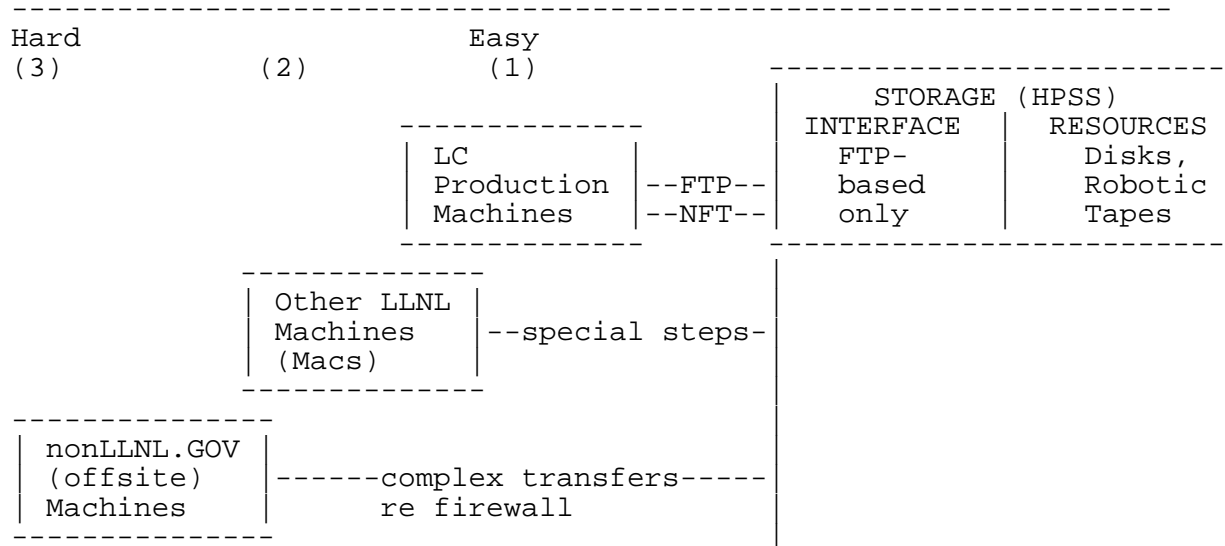 Hard Easy
(3) (2) (1)
STORAGE (HPSS)
INTERFACE RESOURCES
LC FTP- Disks,
Production --FTP-- based Robotic
Machines --NFT-- only Tapes
Other LLNL
Machines --special steps-
(Macs)
nonLLNL.GOV
(offsite) ------complex transfers-----
Machines re firewall